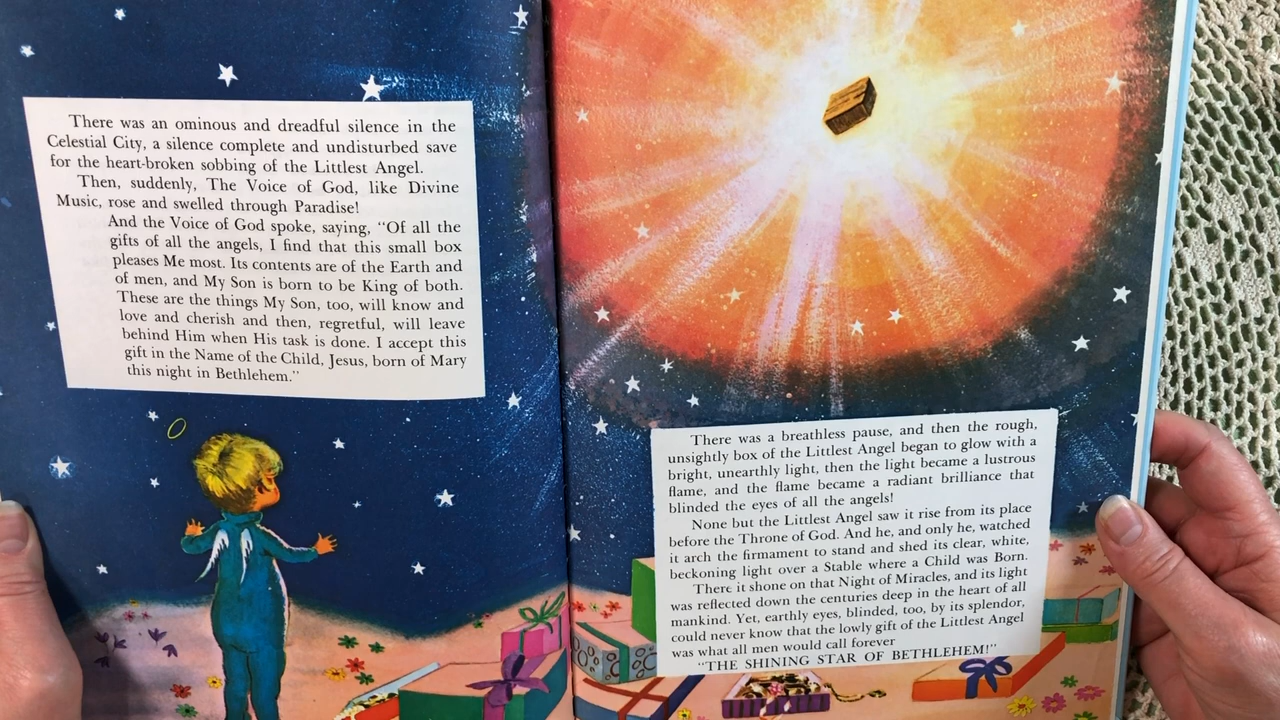 There was an ominous and dreadful silence in the
Celestial City, a silence complete and undisturbed save
for the heart-broken sobbing of the Littlest Angel.
Then, suddenly, The Voice of God, like Divine
Music, rose and swelled through Paradise!
And the Voice of God spoke, saying, “Of all the
gifts of all the angels, I find that this small box
pleases Me most. Its contents are of the Earth and
of men, and My Son is born to be King of both.
These are the things My Son, too, will know and
love and cherish and then, regretful, will leave
behind Him when His task is done. I accept this
gift in the Name of the Child, Jesus, born of Mary
this night in Bethlehem.”
There was a breathless pause, and then the rough,
unsightly box of the Littlest Angel began to glow with a
bright, unearthly light, then the light became a lustrous
flame, and the flame became a radiant brilliance that
blinded the eyes of all the angels!
None but the Littlest Angel saw it rise from its place
before the Throne of God. And he, and only he, watched
it arch the firmament to stand and shed its clear, white,
beckoning light over a Stable where a Child was Born.
There it shone on that Night of Miracles, and its light
was reflected down the centuries deep in the heart of all
mankind. Yet, earthly eyes, blinded, too, by its splendor,
could never know that the lowly gift of the Littlest Angel
was what all men would call forever
“THE SHINING STAR OF BETHLEHEM!”